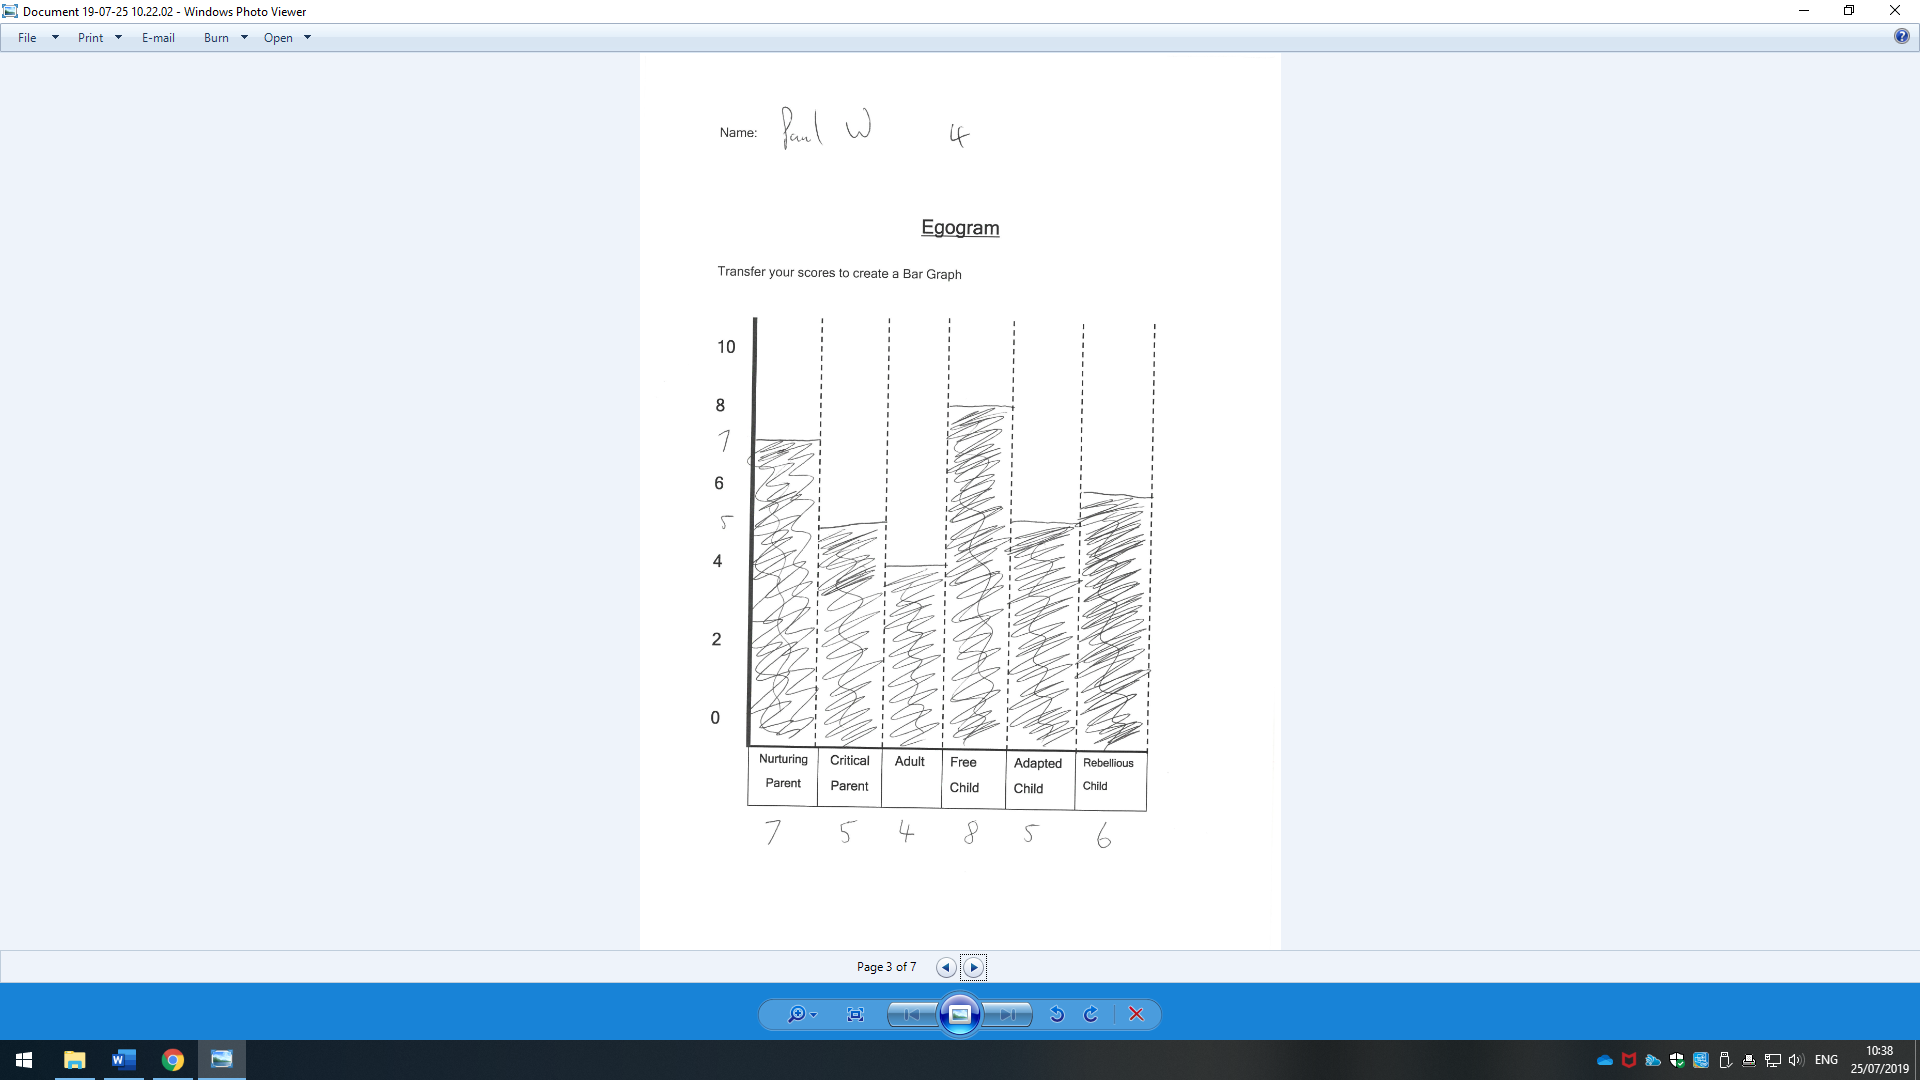 Document 19-07-25 10.22.02 - Windows Photo Viewer
File Print E-mail Burn Open
Name: Paul W 4
Egogram
Transfer your scores to create a Bar Graph
10
8
7
6
5
4
2
0
Nurturing Parent
Critical Parent
Adult
Free Child
Adapted Child
Rebellious Child
7 5 4 8 5 6
Page 3 of 7
ENG
10:38
25/07/2019